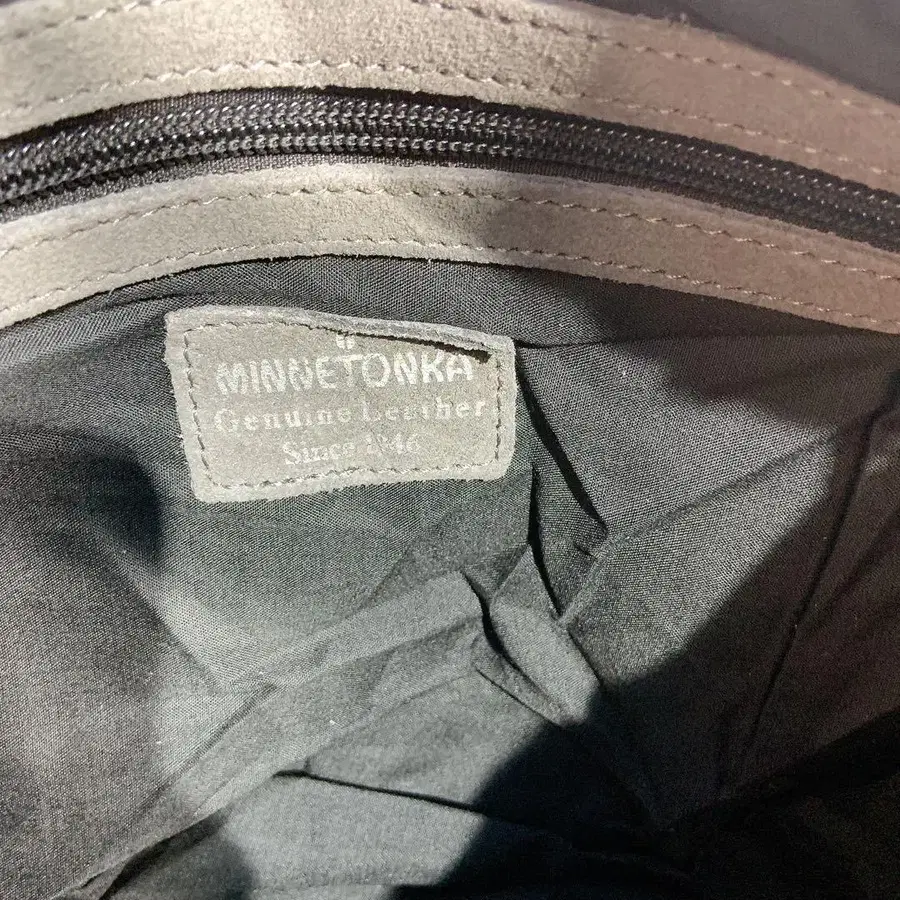 MINNETONKA
Genuine Leather
Since 1946